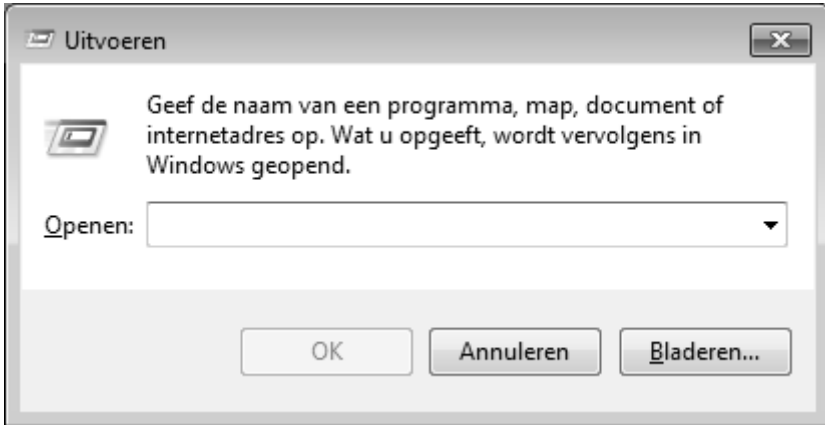 Uitvoeren
Geef de naam van een programma, map, document of
internetadres op. Wat u opgeeft, wordt vervolgens in
Windows geopend.
Openen:
OK Annuleren Bladeren...